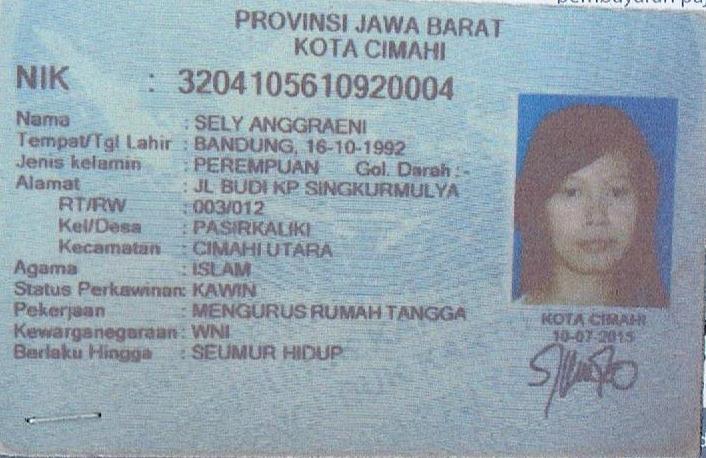 PROVINSI JAWA BARAT
KOTA CIMAHI
NIK : 3204105610920004
Nama : SELY ANGGRAENI
Tempat/Tgl Lahir : BANDUNG, 16-10-1992
Jenis kelamin : PEREMPUAN Gol. Darah :-
Alamat : JL BUDI KP SINGKURMULYA
RT/RW : 003/012
Kel/Desa : PASIRKALIKI
Kecamatan : CIMAHI UTARA
Agama : ISLAM
Status Perkawinan: KAWIN
Pekerjaan : MENGURUS RUMAH TANGGA
Kewarganegaraan : WNI
Berlaku Hingga : SEUMUR HIDUP
KOTA CIMAHI
10-07-2015